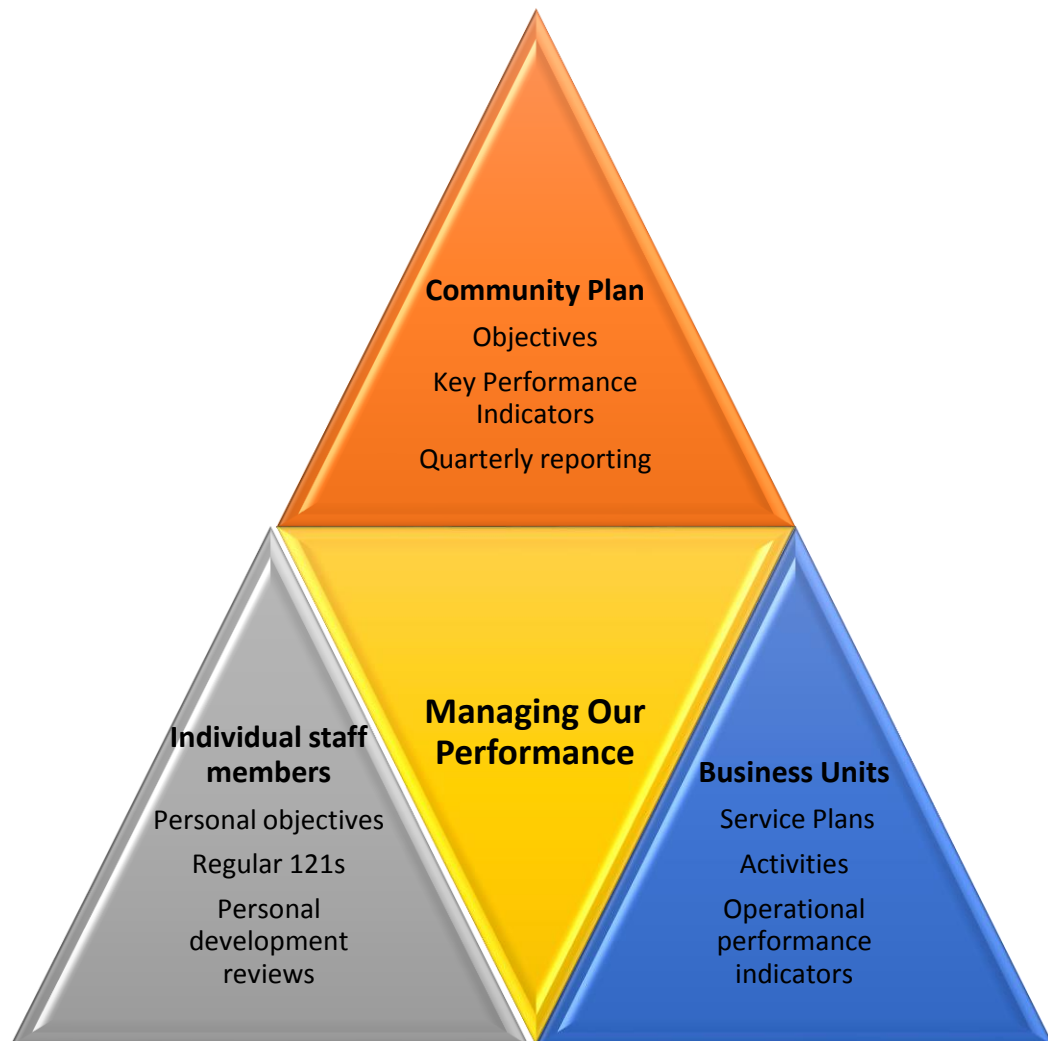 Community Plan
Objectives
Key Performance
Indicators
Quarterly reporting
Managing Our
Performance
Individual staff
members
Personal objectives
Regular 121s
Personal
development
reviews
Business Units
Service Plans
Activities
Operational
performance
indicators